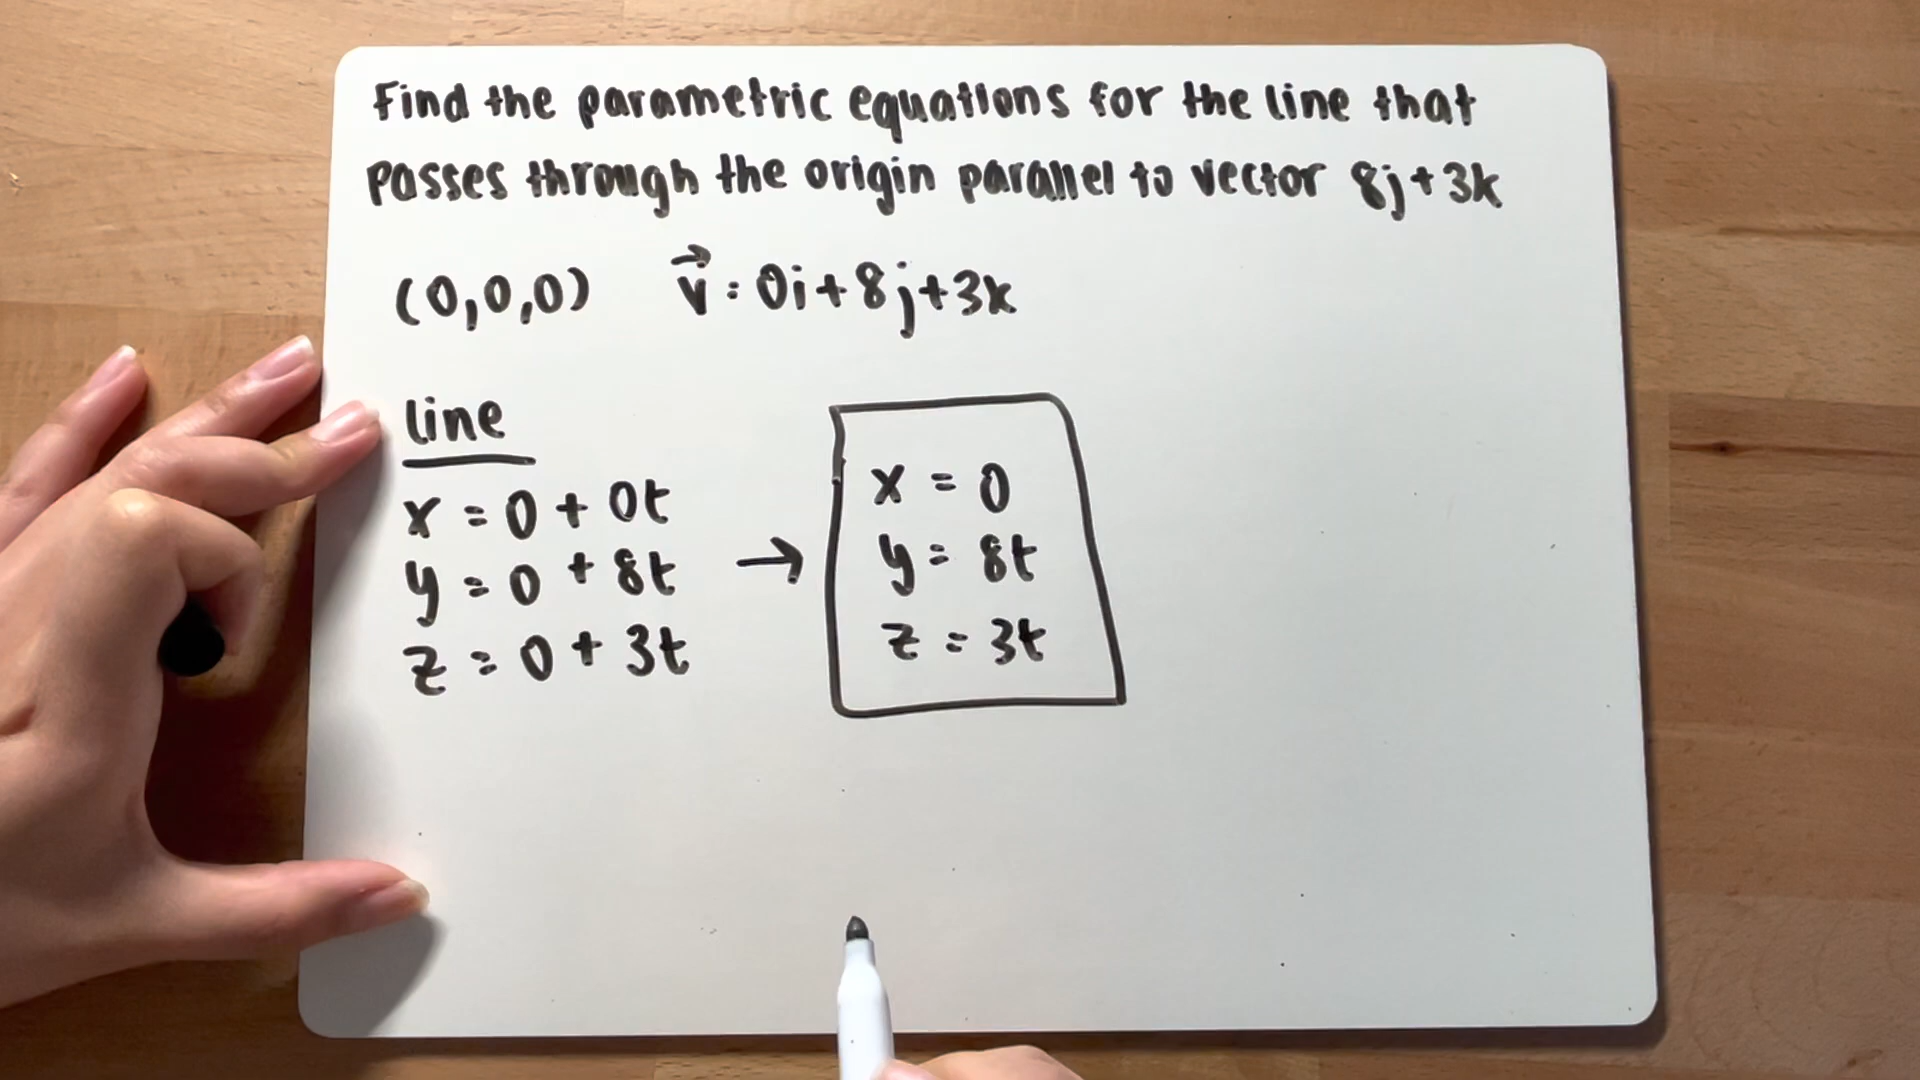 Find the parametric equations for the line that
passes through the origin parallel to vector 8j+3k
(0,0,0) v⃗ = 0i+8j+3k
line
x = 0 + 0t
y = 0 + 8t
z = 0 + 3t
→
x = 0
y = 8t
z = 3t